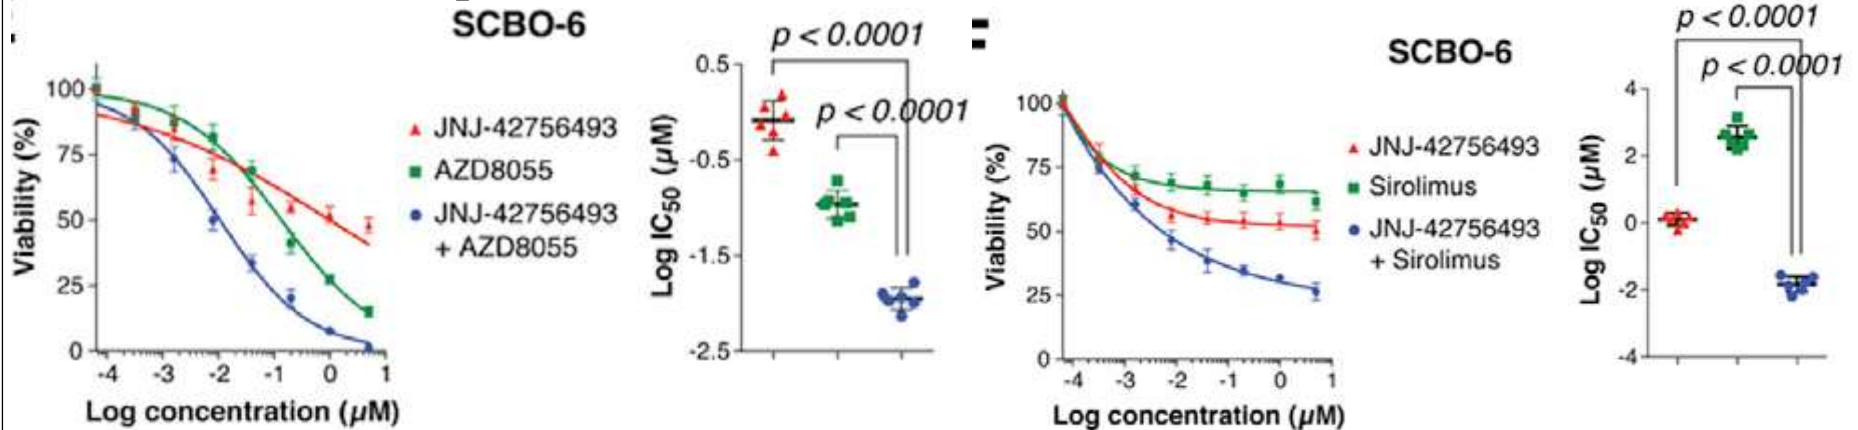 SCBO-6
Viability (%)
100
75
50
25
0
-4 -3 -2 -1 0 1
Log concentration (µM)
JNJ-42756493
AZD8055
JNJ-42756493
+ AZD8055
p < 0.0001
p < 0.0001
Log IC50 (µM)
0.5
-0.5
-1.5
-2.5
SCBO-6
Viability (%)
100
75
50
25
0
-4 -3 -2 -1 0 1
Log concentration (µM)
JNJ-42756493
Sirolimus
JNJ-42756493
+ Sirolimus
p < 0.0001
p < 0.0001
Log IC50 (µM)
4
2
0
-2
-4